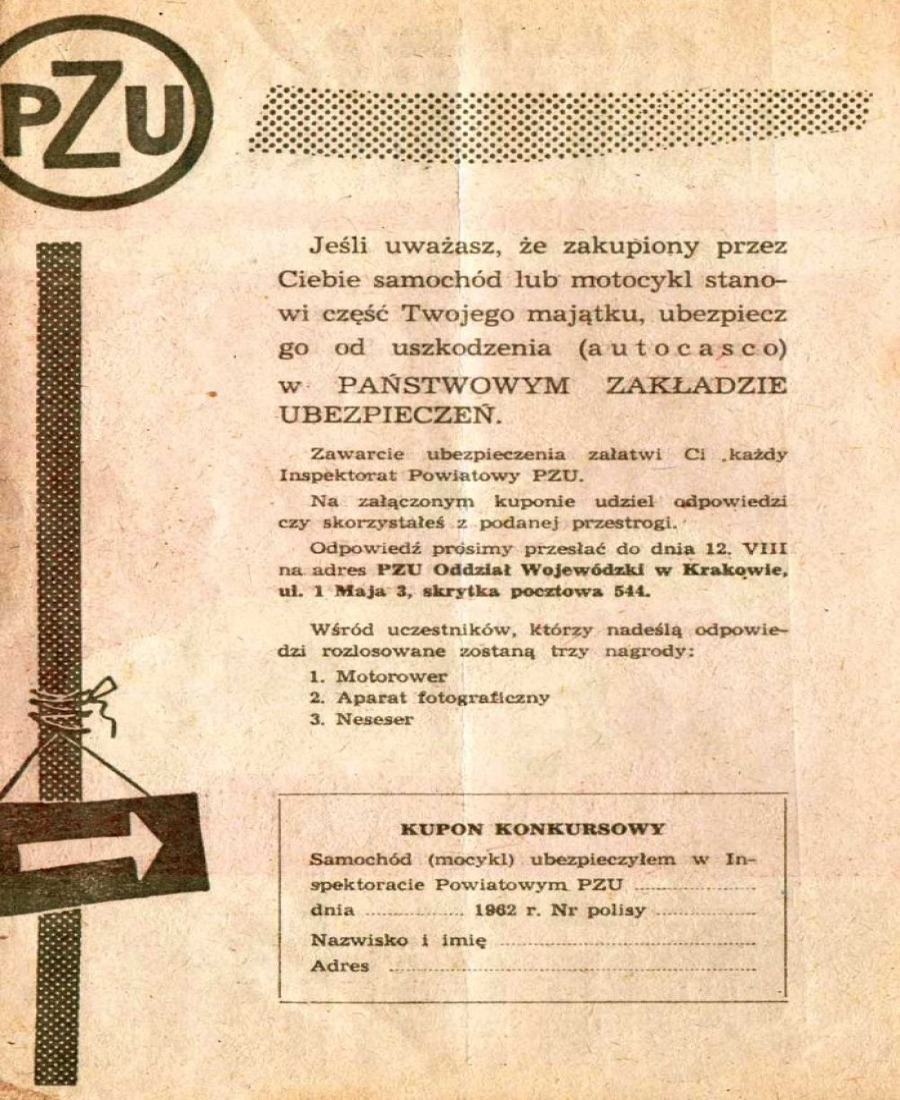 PZU
Jeśli uważasz, że zakupiony przez
Ciebie samochód lub motocykl stano-
wi część Twojego majątku, ubezpiecz
go od uszkodzenia (autocasco)
w PAŃSTWOWYM ZAKŁADZIE
UBEZPIECZEŃ.
Zawarcie ubezpieczenia załatwi Ci każdy
Inspektorat Powiatowy PZU.
Na załączonym kuponie udziel odpowiedzi
czy skorzystałeś z podanej przestrogi.
Odpowiedź prosimy przesłać do dnia 12. VIII
na adres PZU Oddział Wojewódzki w Krakowie,
ul. 1 Maja 3, skrytka pocztowa 544.
Wśród uczestników, którzy nadeślą odpowie-
dzi rozlosowane zostaną trzy nagrody:
1. Motorower
2. Aparat fotograficzny
3. Neseser
KUPON KONKURSOWY
Samochód (mocykl) ubezpieczyłem w In-
spektoracie Powiatowym PZU ....................
dnia ................ 1962 r. Nr polisy ................
Nazwisko i imię ........................................
Adres ............................................................